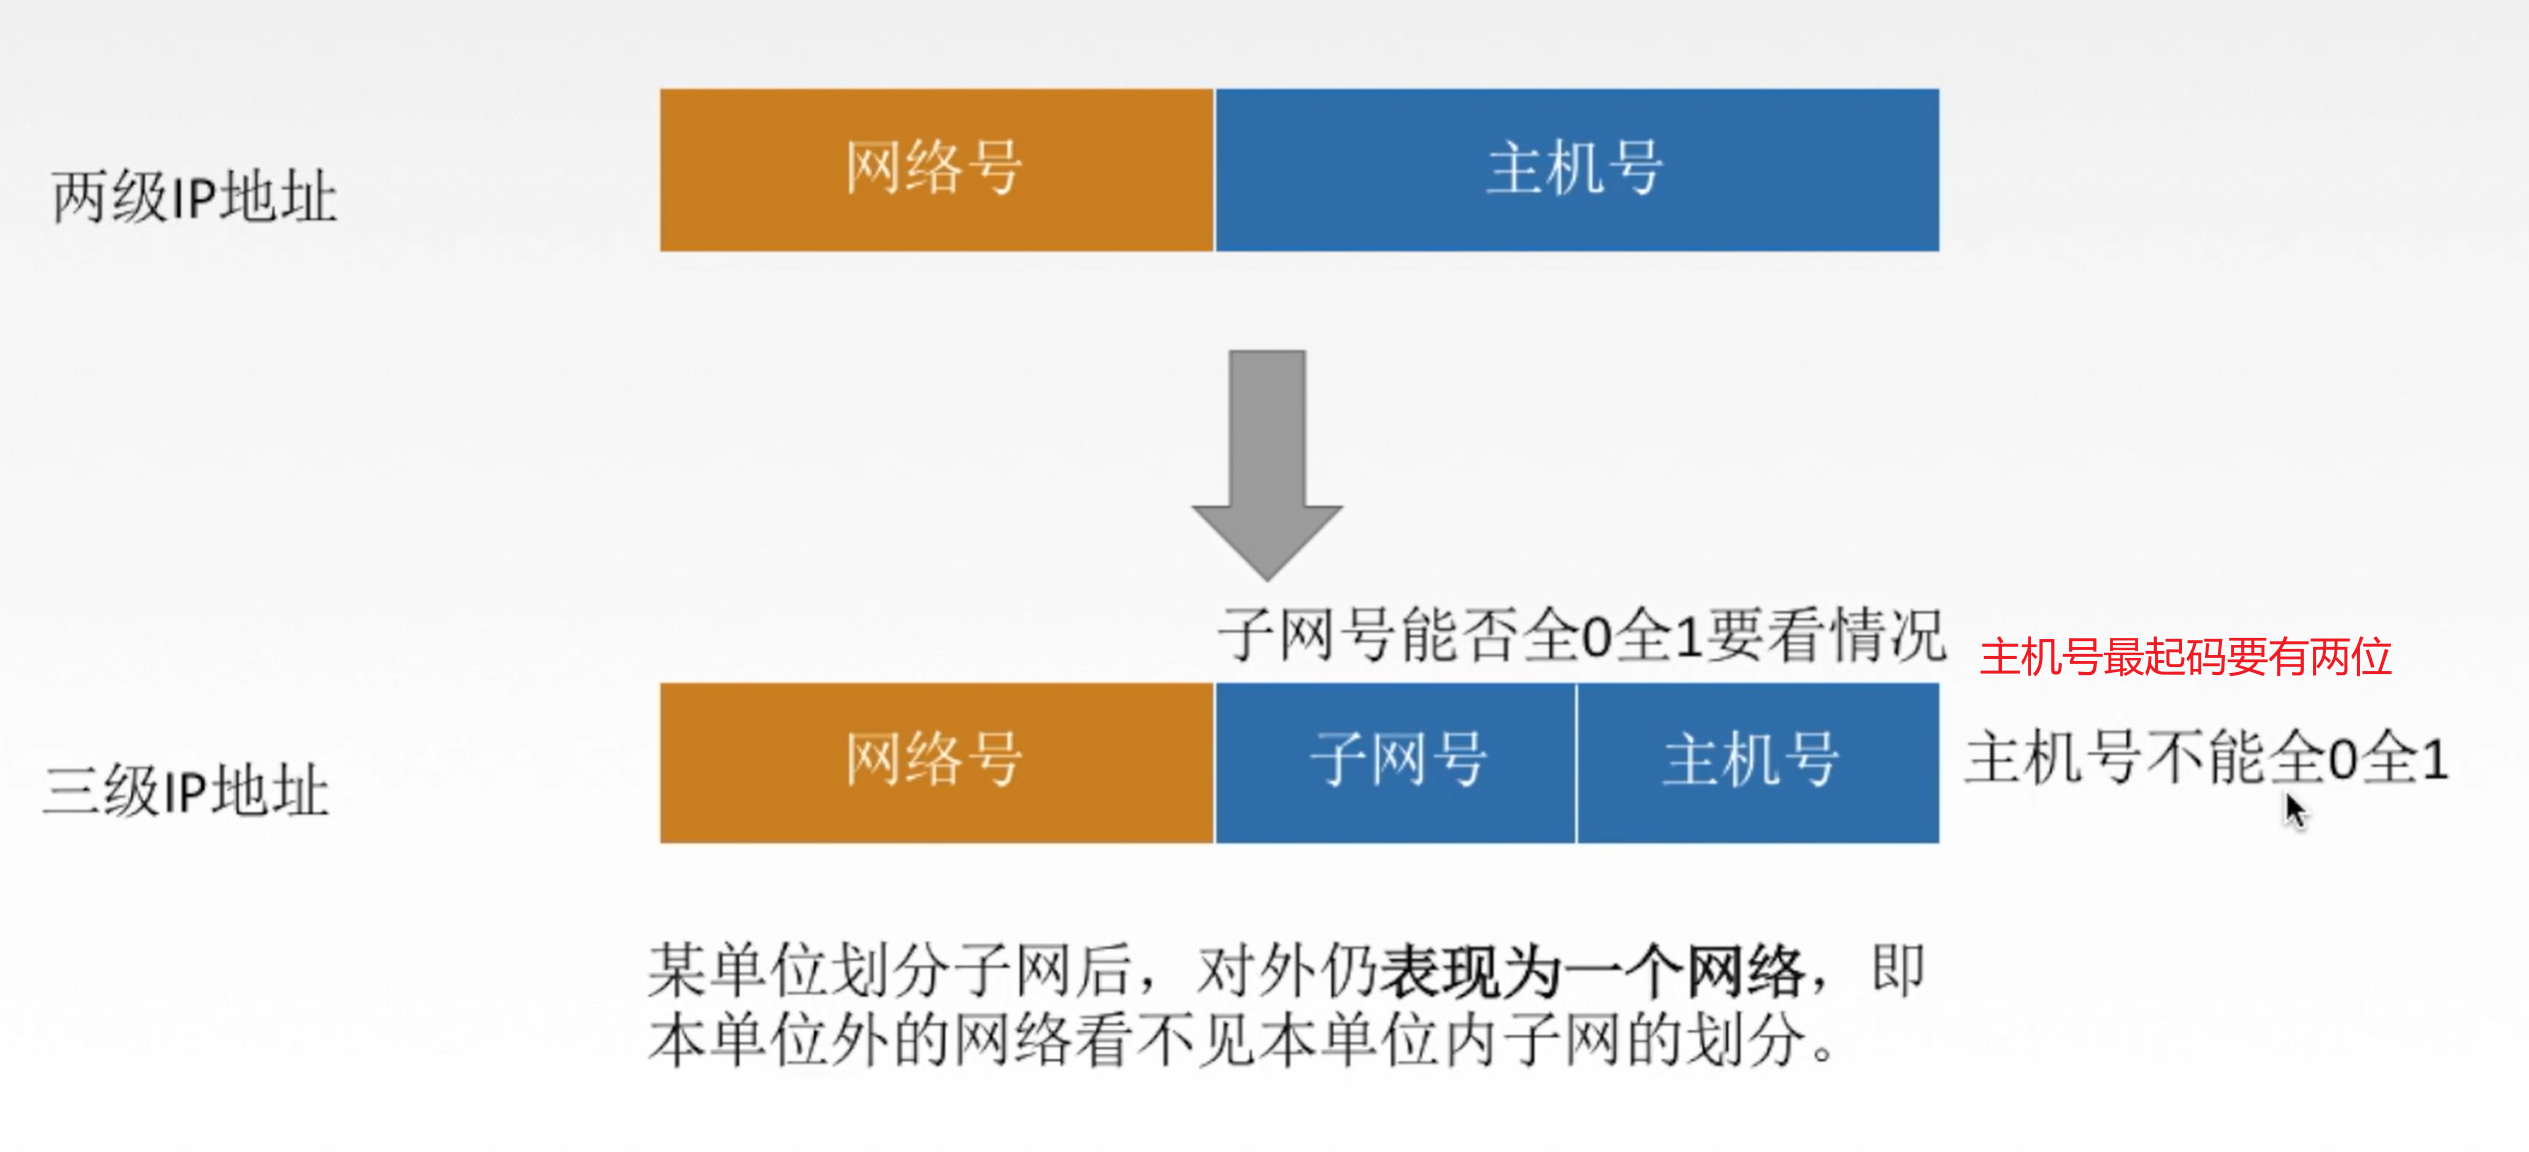 两级IP地址
网络号
主机号
子网号能否全0全1要看情况
主机号最起码要有两位
三级IP地址
网络号
子网号
主机号
主机号不能全0全1
某单位划分子网后，对外仍表现为一个网络，即
本单位外的网络看不见本单位内子网的划分。